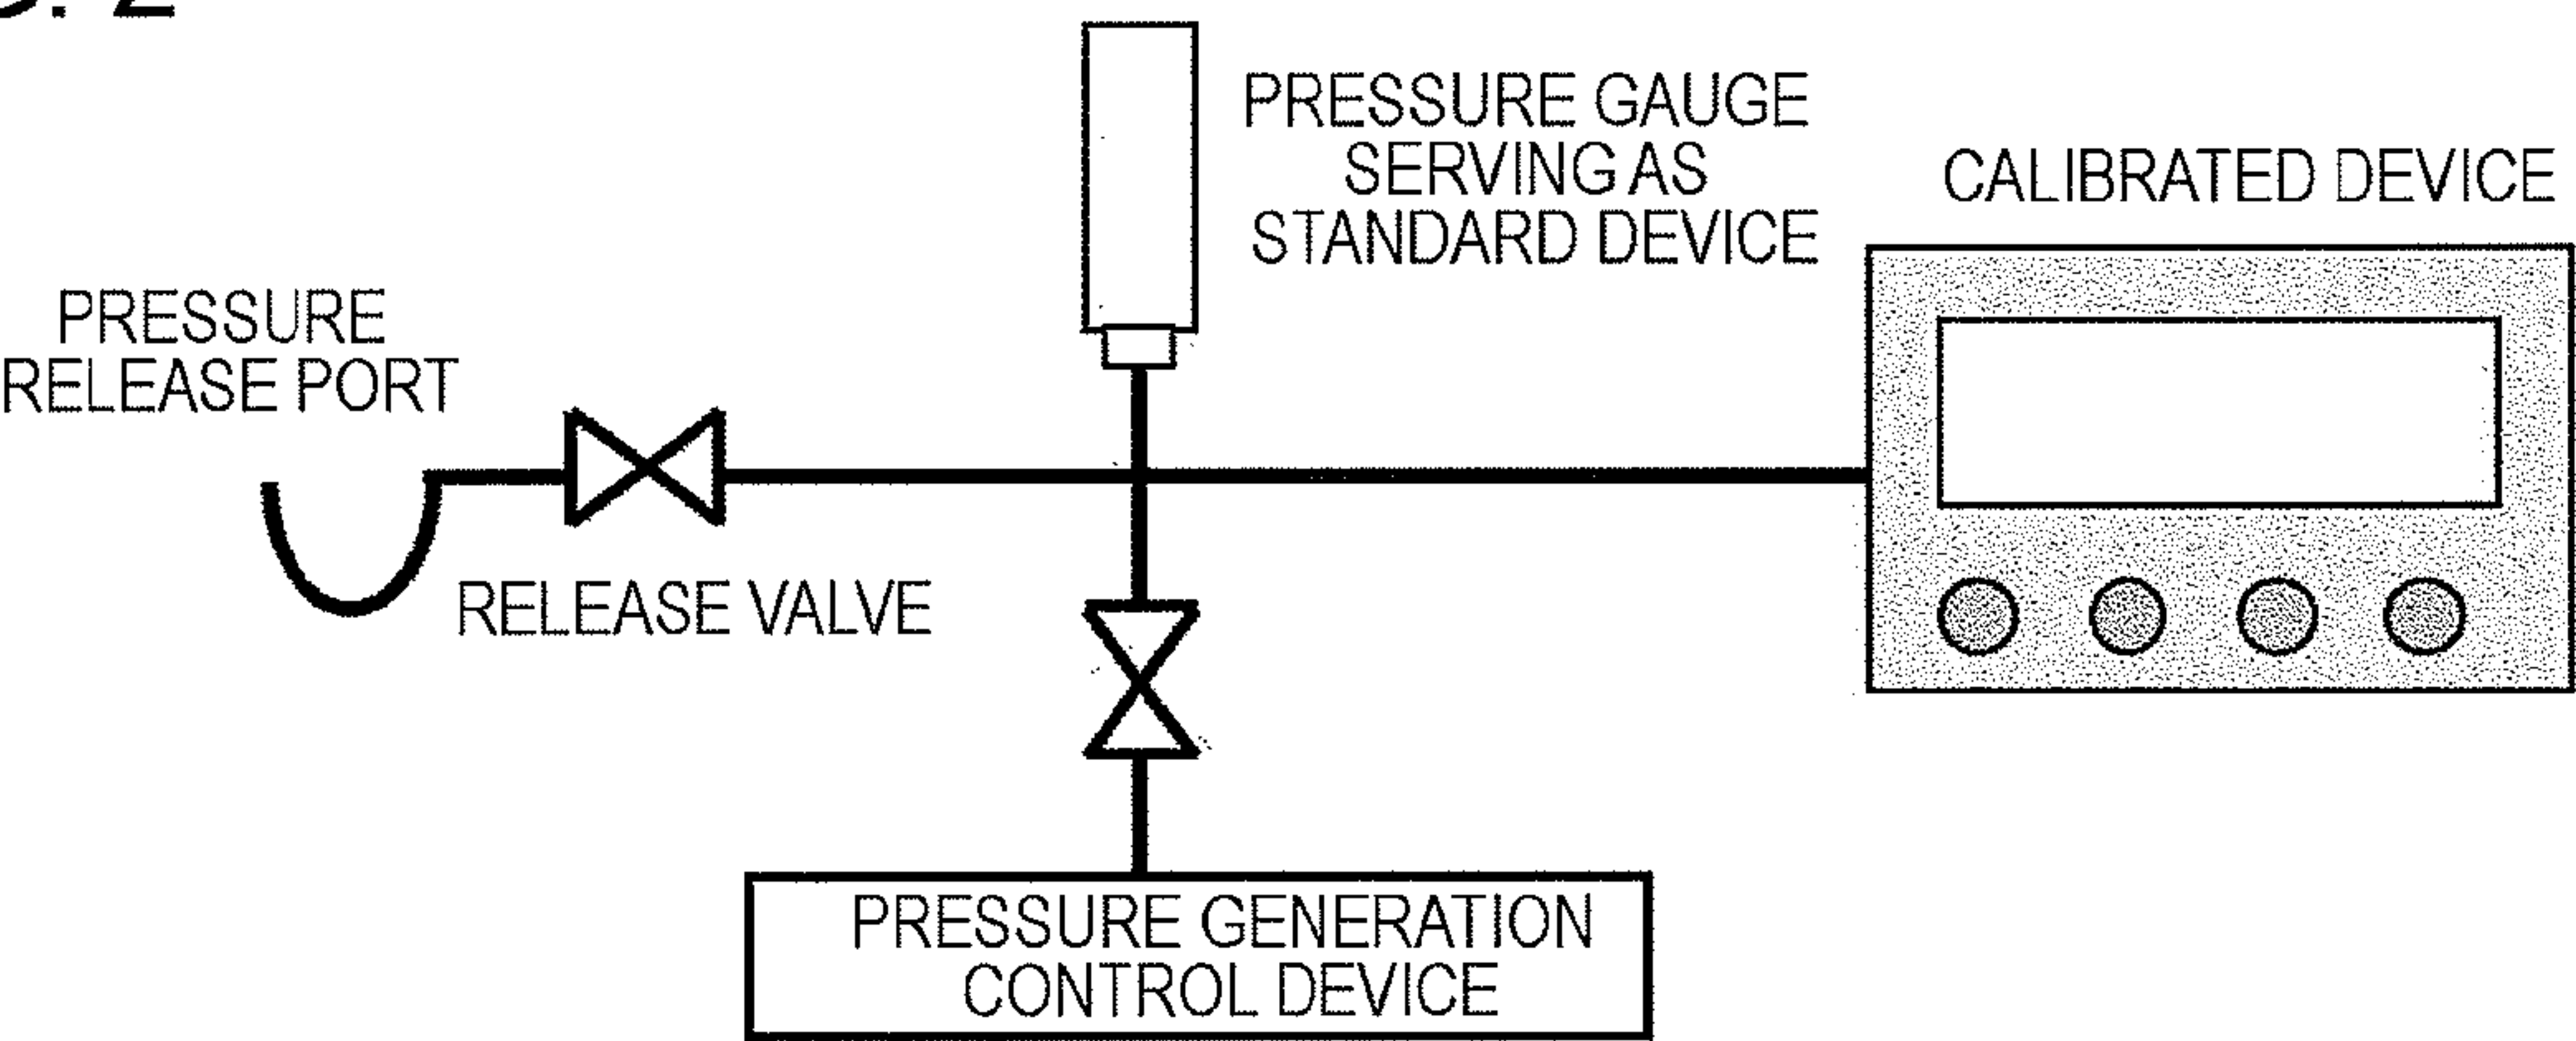 PRESSURE GAUGE
SERVING AS
STANDARD DEVICE
CALIBRATED DEVICE
PRESSURE
RELEASE PORT
RELEASE VALVE
PRESSURE GENERATION
CONTROL DEVICE